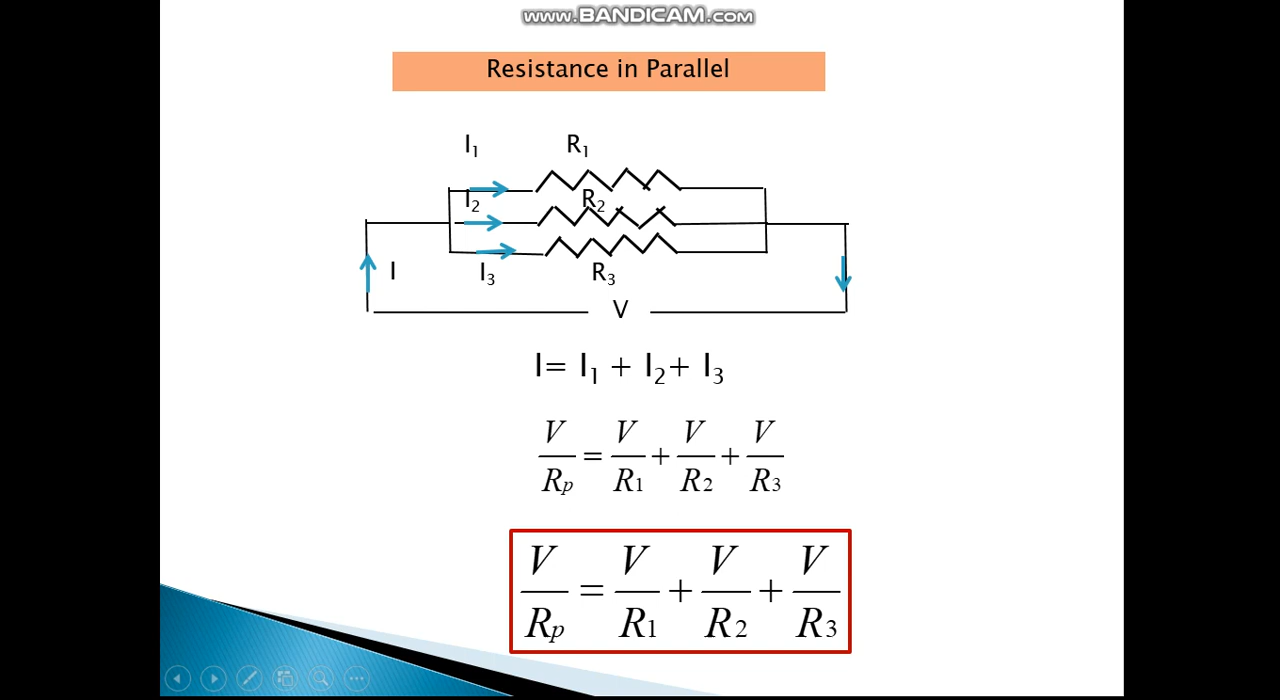 www.BANDICAM.com
Resistance in Parallel
I₁ R₁
I₂ R₂
I
I₃ R₃
V
I= I₁ + I₂+ I₃
V/Rp = V/R1 + V/R2 + V/R3
V/Rp = V/R1 + V/R2 + V/R3